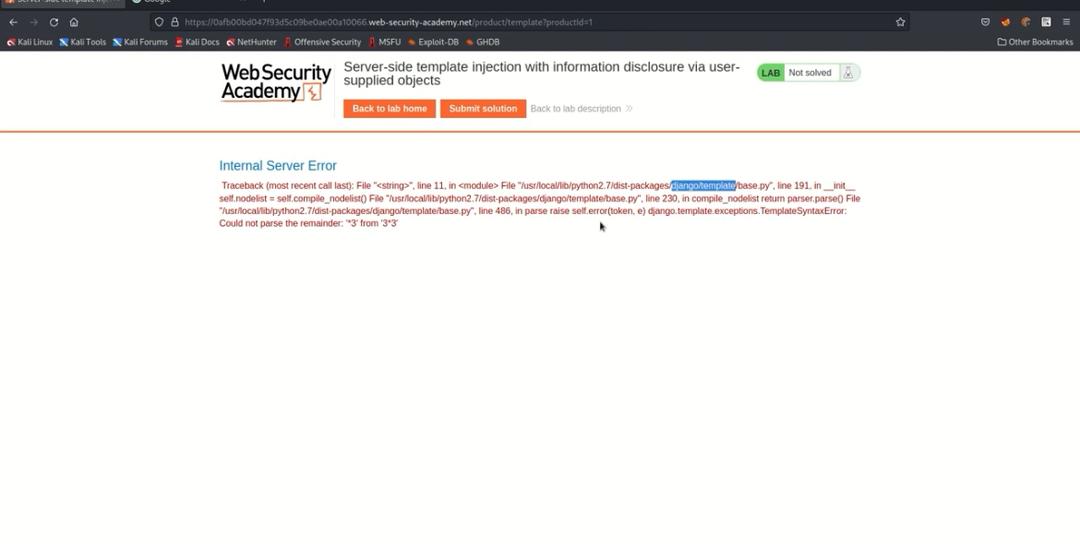 Server-side template inje
Google
https://0afb00bd047f93d5c09be0ae00a10066.web-security-academy.net/product/template?productId=1
Kali Linux Kali Tools Kali Forums Kali Docs NetHunter Offensive Security MSFU Exploit-DB GHDB Other Bookmarks
WebSecurity
Academy
Server-side template injection with information disclosure via user-
supplied objects
LAB Not solved
Back to lab home Submit solution Back to lab description
Internal Server Error
Traceback (most recent call last): File "<string>", line 11, in <module> File "/usr/local/lib/python2.7/dist-packages/django/template/base.py", line 191, in __init__
self.nodelist = self.compile_nodelist() File "/usr/local/lib/python2.7/dist-packages/django/template/base.py", line 230, in compile_nodelist return parser.parse() File
"/usr/local/lib/python2.7/dist-packages/django/template/base.py", line 486, in parse raise self.error(token, e) django.template.exceptions.TemplateSyntaxError:
Could not parse the remainder: '*3' from '3*3'